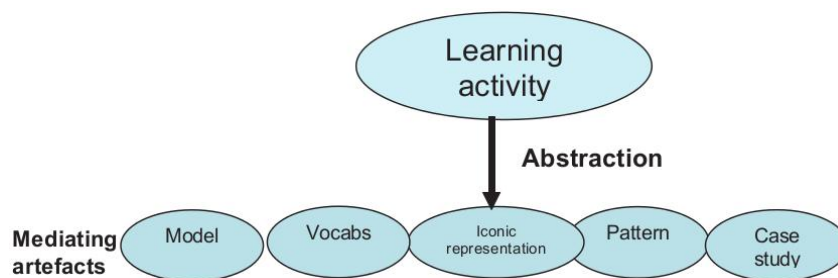 Learning
activity
Abstraction
Mediating
artefacts
Model
Vocabs
Iconic
representation
Pattern
Case
study